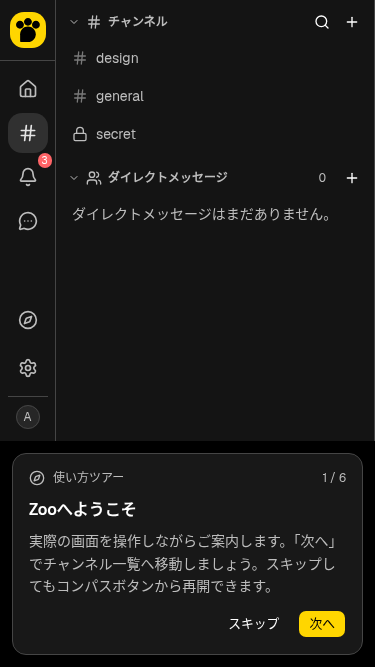 チャンネル
design
general
secret
3
ダイレクトメッセージ 0
ダイレクトメッセージはまだありません。
A
使い方ツアー 1 / 6
Zooへようこそ
実際の画面を操作しながらご案内します。「次へ」
でチャンネル一覧へ移動しましょう。スキップし
てもコンパスボタンから再開できます。
スキップ 次へ